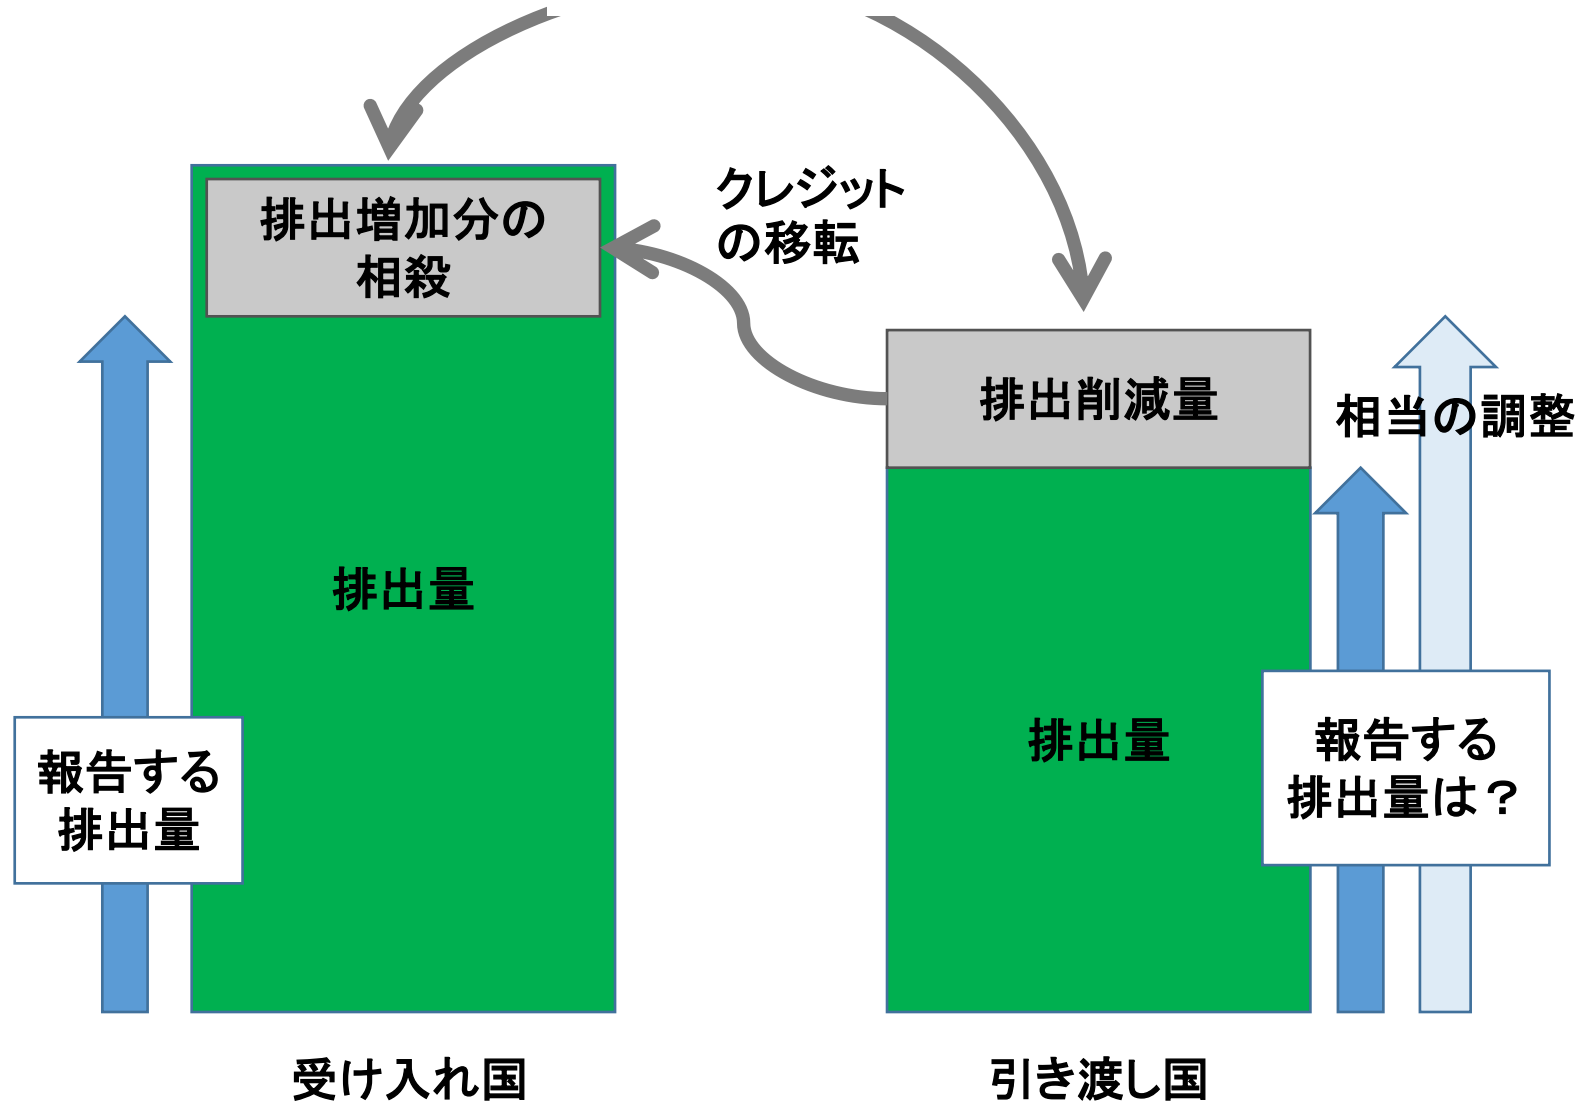 クレジット
の移転
排出増加分の
相殺
排出削減量
相当の調整
排出量
排出量
報告する
排出量
報告する
排出量は？
受け入れ国
引き渡し国